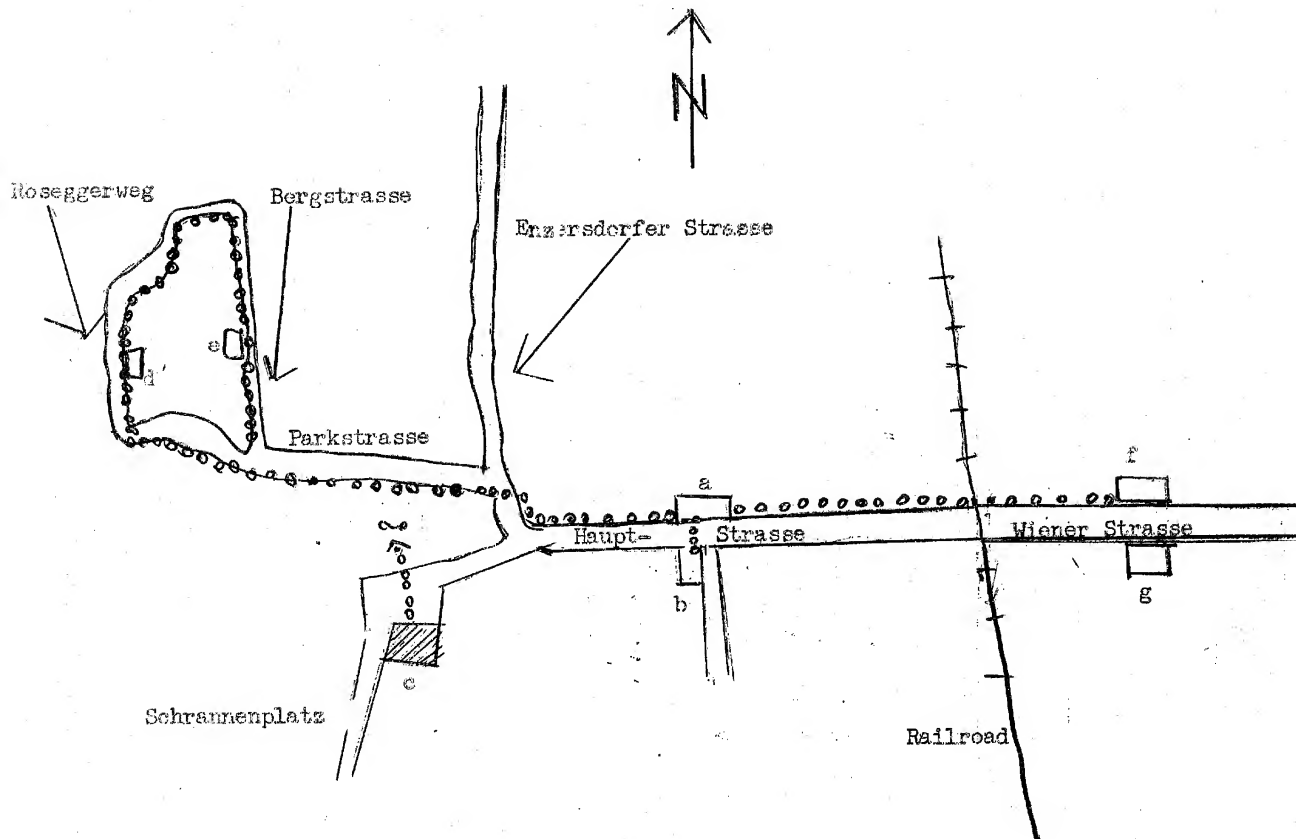 N
Roseggerweg
Bergstrasse
Enzersdorfer Strasse
e
d
Parkstrasse
a
f
Haupt- Strasse
Wiener Strasse
b
g
c
Schrannenplatz
Railroad